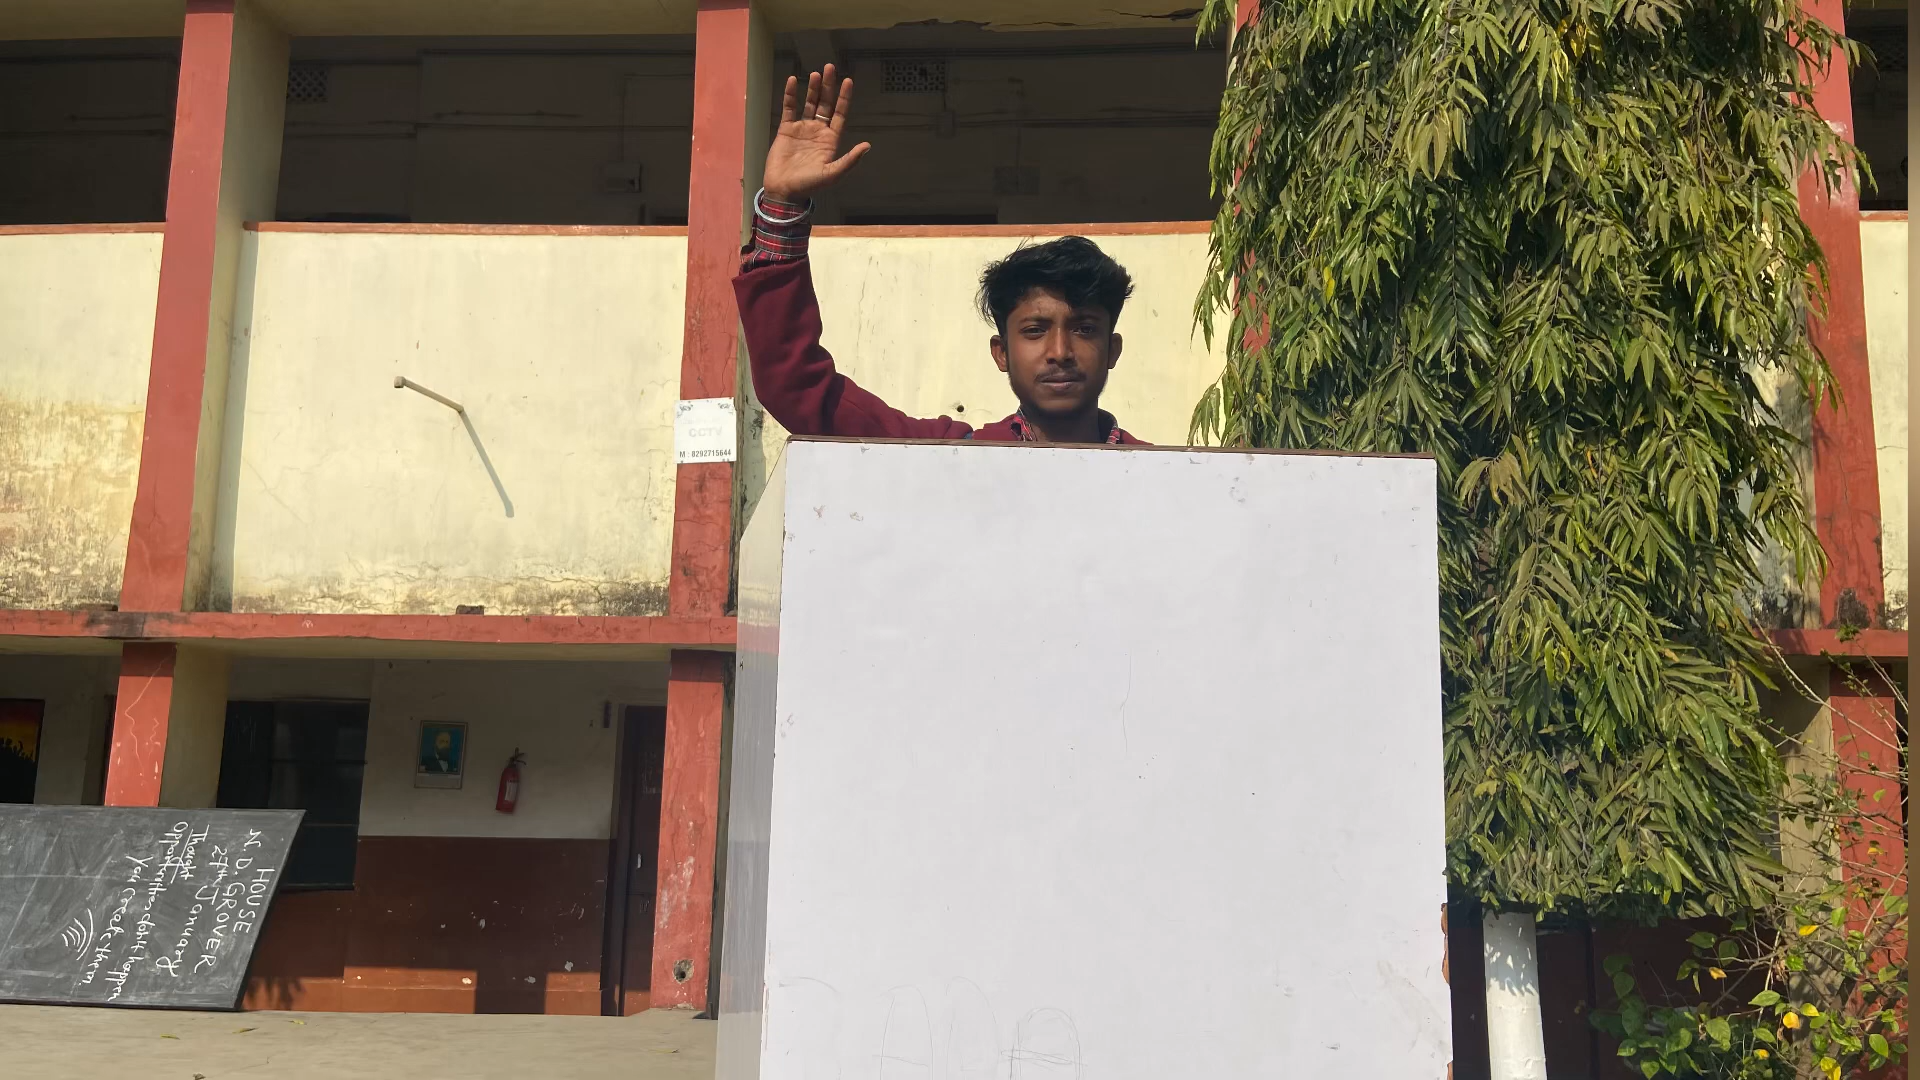 CCTV
M : 8292715644
N. D. GROVER
HOUSE
27th January
Thought
Opportunities don't happen
You create them.